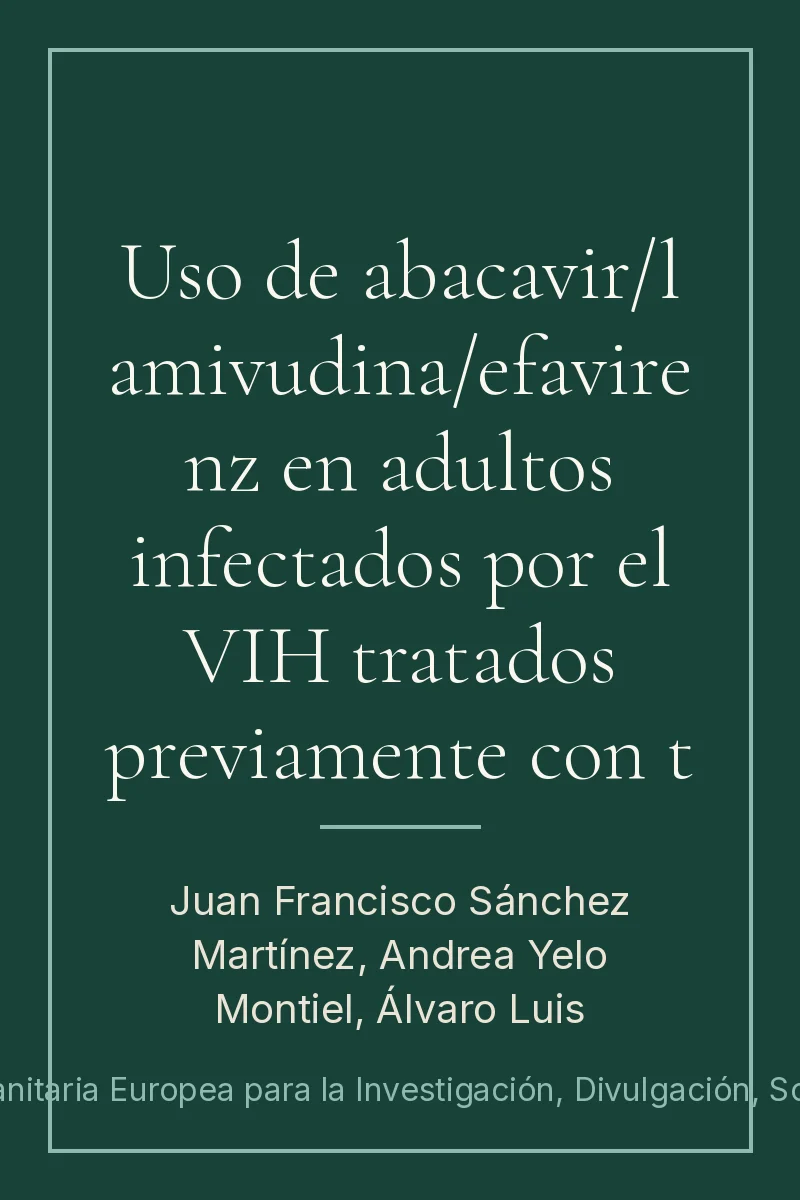 Uso de abacavir/l
amivudina/efavire
nz en adultos
infectados por el
VIH tratados
previamente con t
Juan Francisco Sánchez
Martínez, Andrea Yelo
Montiel, Álvaro Luis
anitaria Europea para la Investigación, Divulgación, So